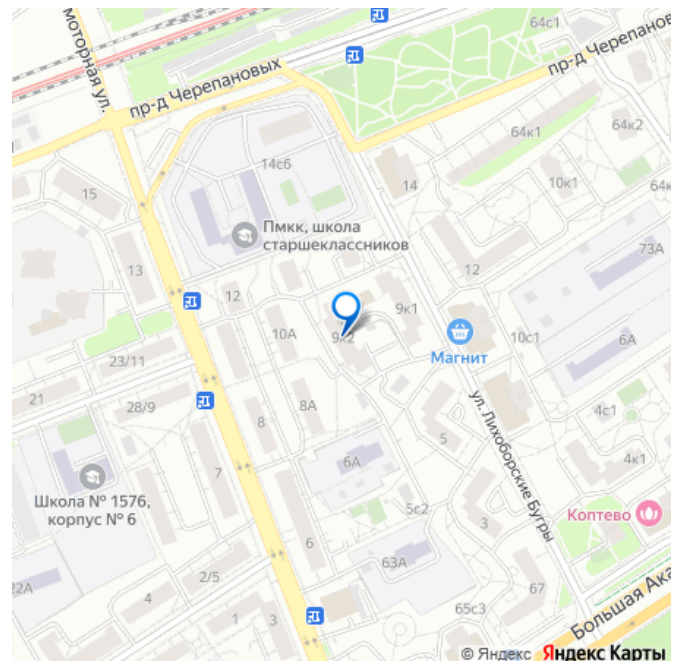 64с1
моторная ул.
пр-д Черепановых
пр-д Черепанов
64к1
64к2
14с6
14
10к1
64к
15
Пмкк, школа
старшеклассников
73А
13
12
12
9к1
10А
9к2
Магнит
10с1
6А
23/11
21
28/9
8А
8
ул. Лихоборские Бугры
4с1
5
6А
4к1
Школа № 1576,
корпус № 6
7
5с2
3
Коптево
6
63А
22А
2/5
4
67
65с3
1
3
Большая Ака
© Яндекс Яндекс Карты